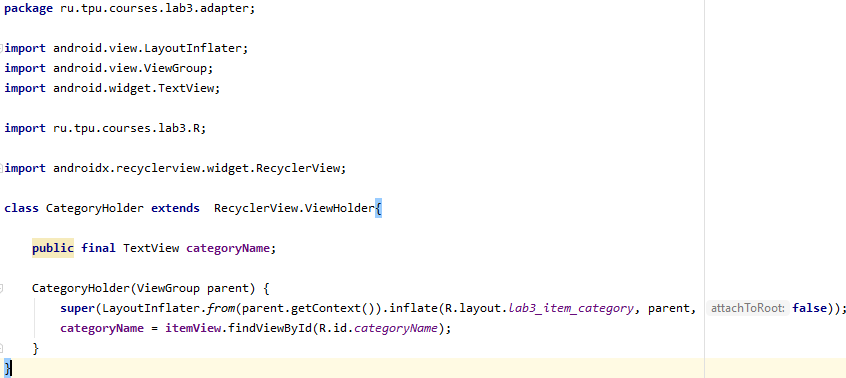 package ru.tpu.courses.lab3.adapter;
import android.view.LayoutInflater;
import android.view.ViewGroup;
import android.widget.TextView;
import ru.tpu.courses.lab3.R;
import androidx.recyclerview.widget.RecyclerView;
class CategoryHolder extends  RecyclerView.ViewHolder{
    public final TextView categoryName;
    CategoryHolder(ViewGroup parent) {
        super(LayoutInflater.from(parent.getContext()).inflate(R.layout.lab3_item_category, parent, attachToRoot: false));
        categoryName = itemView.findViewById(R.id.categoryName);
    }
}